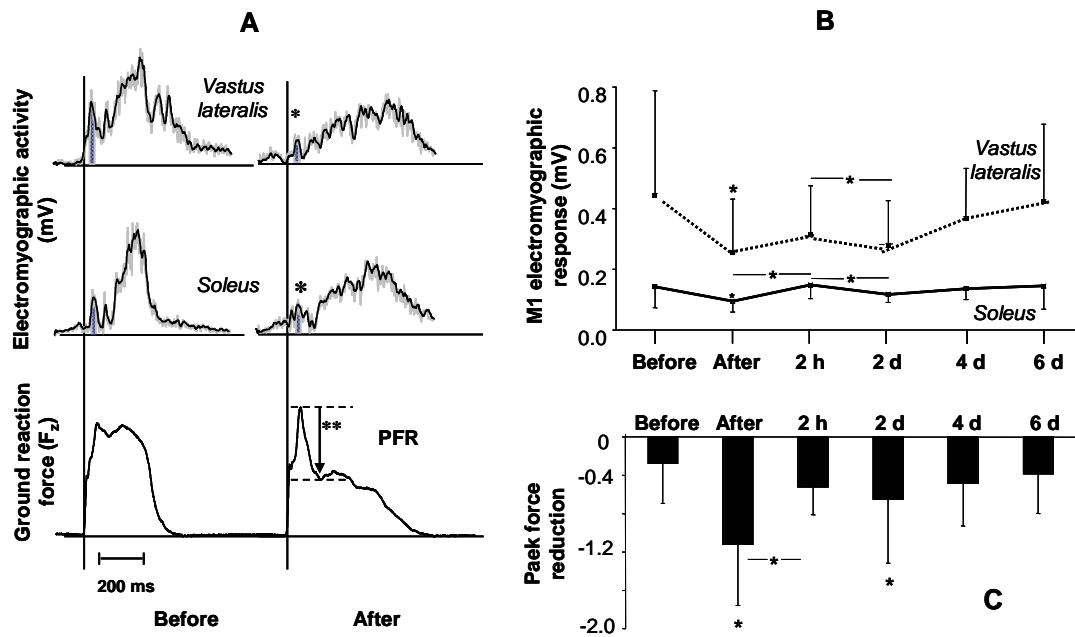 A
Electromyographic activity
(mV)
Vastus
lateralis
*
Soleus
*
Ground reaction
force (Fz)
**
PFR
200 ms
Before
After
B
M1 electromyographic
response (mV)
0.8
0.6
0.4
0.2
0.0
Vastus
lateralis
*
*
*
*
*
Soleus
Before After 2 h 2 d 4 d 6 d
Before After 2 h 2 d 4 d 6 d
Paek force
reduction
0
-0.4
-1.2
-2.0
*
*
*
C